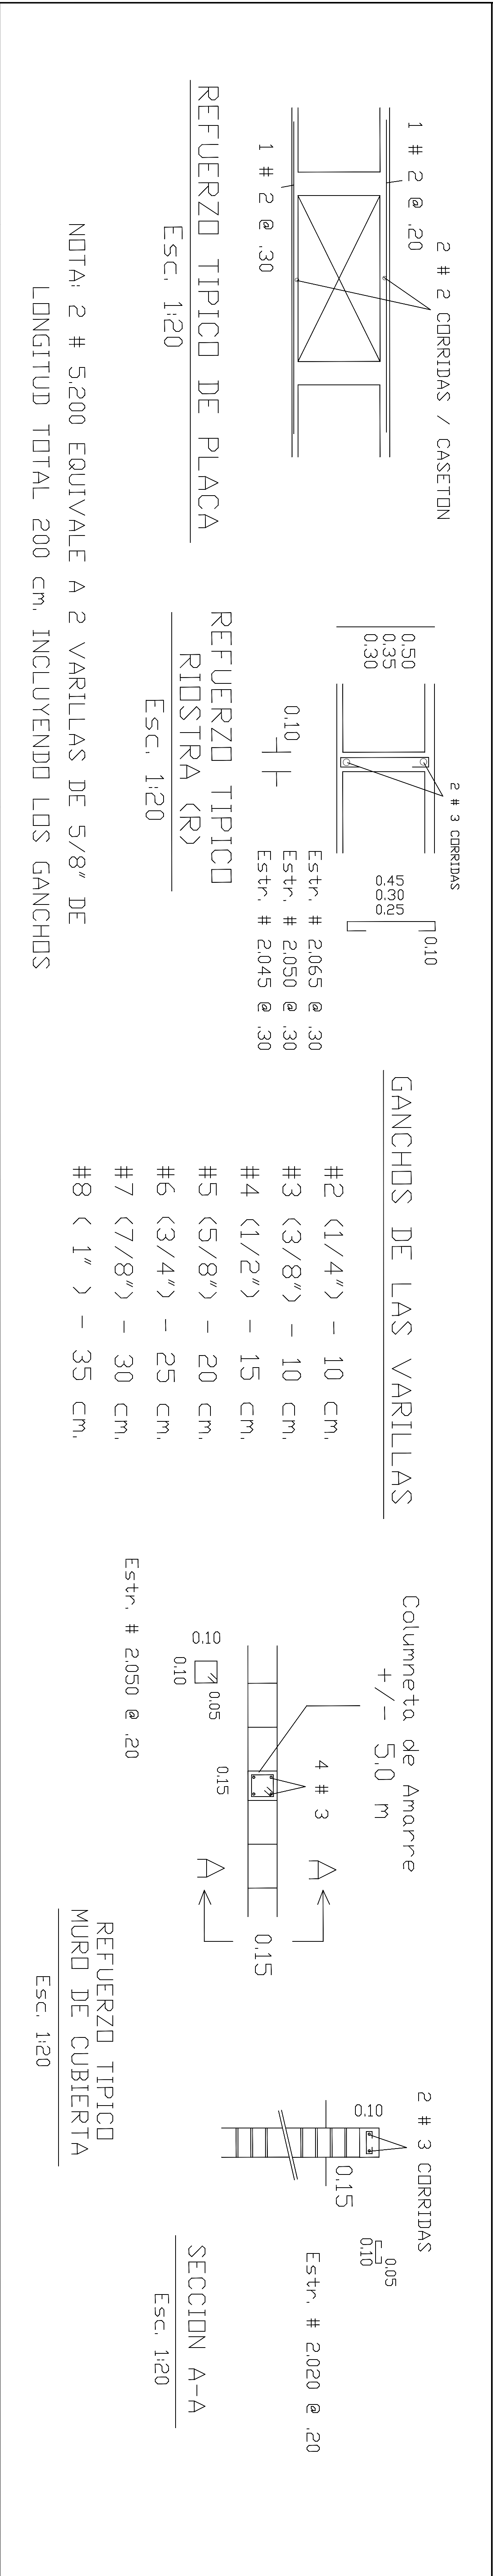 2 # 2 CORRIDAS / CASETON
1 # 2 @ .20
1 # 2 @ .30
REFUERZO TIPICO DE PLACA
Esc. 1:20
NOTA: 2 # 5.200 EQUIVALE A 2 VARILLAS DE 5/8" DE
LONGITUD TOTAL 200 cm. INCLUYENDO LOS GANCHOS
2 # 3 CORRIDAS
0.50
0.35
0.30
0.45
0.30
0.25
0.10
0.10
Estr. # 2.065 @ .30
Estr. # 2.050 @ .30
Estr. # 2.045 @ .30
REFUERZO TIPICO
RIOSTRA (R)
Esc. 1:20
GANCHOS DE LAS VARILLAS
#2 (1/4") - 10 cm.
#3 (3/8") - 10 cm.
#4 (1/2") - 15 cm.
#5 (5/8") - 20 cm.
#6 (3/4") - 25 cm.
#7 (7/8") - 30 cm.
#8 ( 1" ) - 35 cm.
Columneta de Amarre
+/- 5.0 m
4 # 3
A
A
0.15
0.15
0.10
0.05
0.10
Estr. # 2.050 @ .20
REFUERZO TIPICO
MURO DE CUBIERTA
Esc. 1:20
2 # 3 CORRIDAS
0.10
0.15
0.05
0.10
Estr. # 2.020 @ .20
SECCION A-A
Esc. 1:20